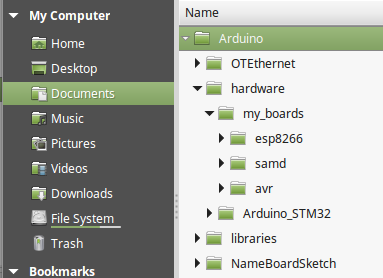 My Computer
Home
Desktop
Documents
Music
Pictures
Videos
Downloads
File System
Trash
Bookmarks
Name
Arduino
OTEthernet
hardware
my_boards
esp8266
samd
avr
Arduino_STM32
libraries
NameBoardSketch